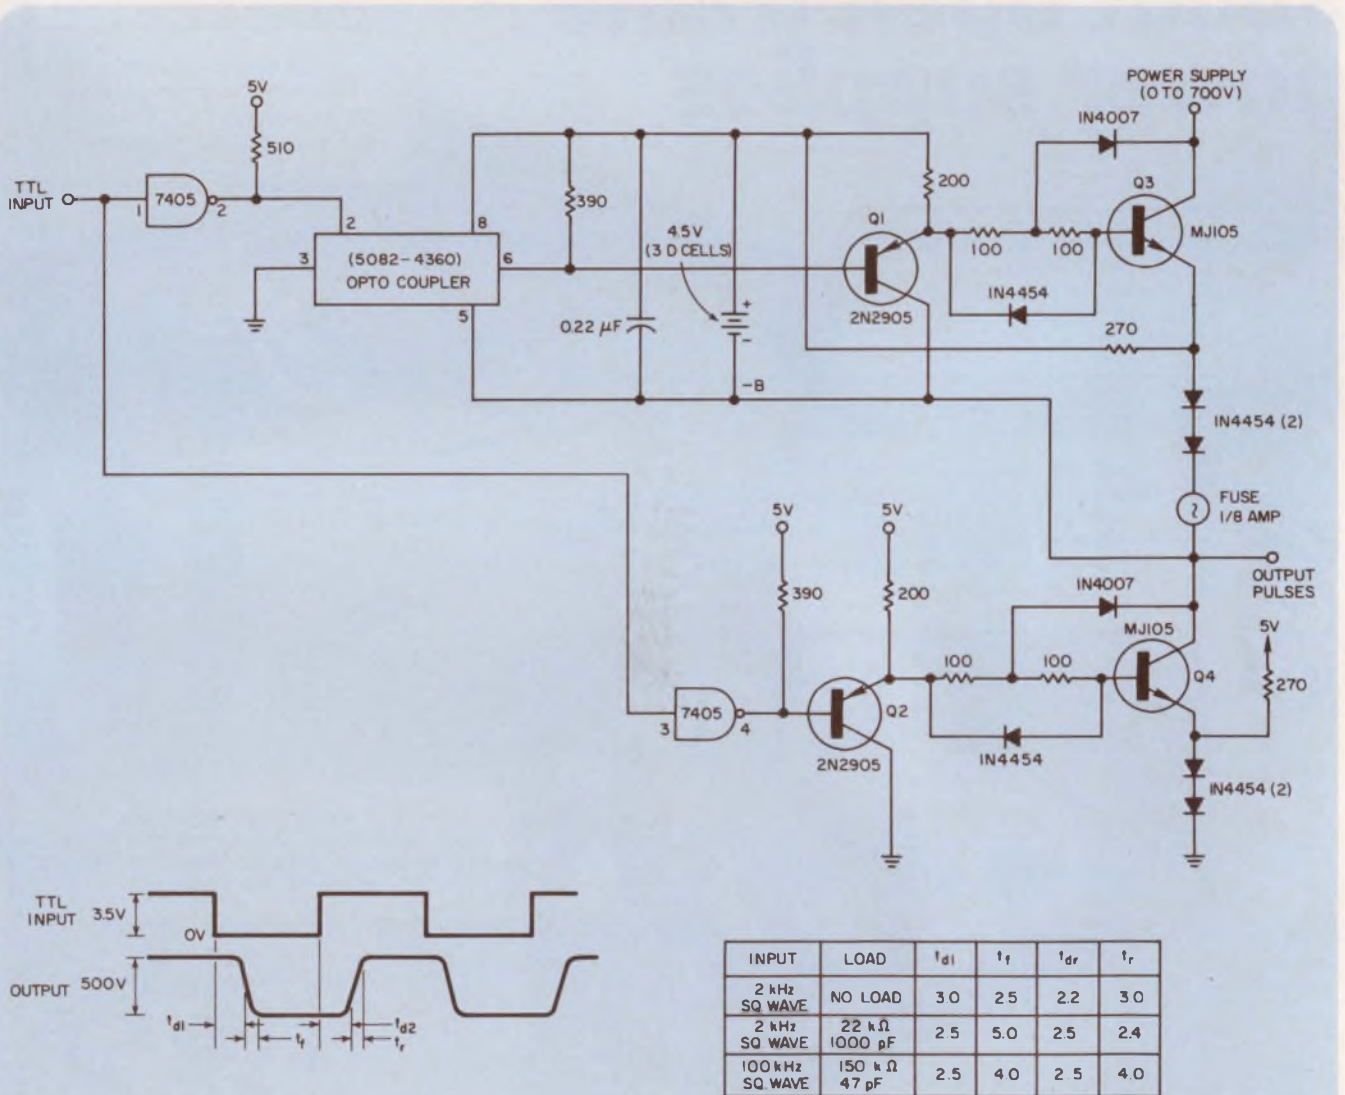 POWER SUPPLY
(0 TO 700V)
5V
IN4007
510
TTL
INPUT
7405
1
2
390
200
Q3
MJ105
2
8
3
(5082-4360)
OPTO COUPLER
6
5
4.5V
(3 D CELLS)
+
-
Q1
100
100
IN4454
2N2905
0.22 µF
270
-B
IN4454 (2)
FUSE
1/8 AMP
OUTPUT
PULSES
5V
5V
390
200
IN4007
MJ105
5V
100
100
Q4
270
7405
3
4
Q2
2N2905
IN4454
IN4454 (2)
TTL
INPUT
3.5V
0V
OUTPUT
500V
td1
tf
td2
tr
INPUT LOAD td1 tf tdr tr
2 kHz
SQ WAVE
NO LOAD 3.0 25 2.2 3.0
2 kHz
SQ WAVE
22 kΩ
1000 pF
2.5 5.0 2.5 2.4
100 kHz
SQ. WAVE
150 kΩ
47 pF
2.5 4.0 2.5 4.0